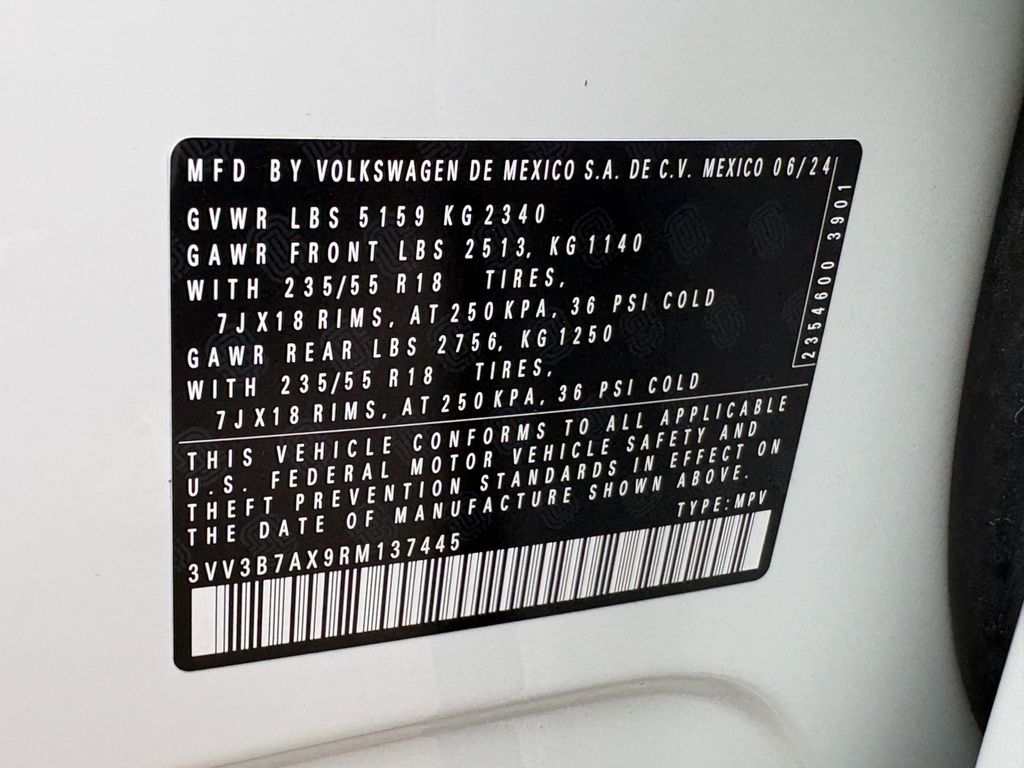 MFD BY VOLKSWAGEN DE MEXICO S.A. DE C.V. MEXICO 06/24
GVWR LBS 5159 KG 2340
GAWR FRONT LBS 2513, KG1140
WITH 235/55 R18 TIRES,
7JX18 RIMS, AT 250 KPA, 36 PSI COLD
GAWR REAR LBS 2756, KG1250
WITH 235/55 R18 TIRES,
7JX18 RIMS, AT 250 KPA, 36 PSI COLD
2354600 3901
THIS VEHICLE CONFORMS TO ALL APPLICABLE
U.S. FEDERAL MOTOR VEHICLE SAFETY AND
THEFT PREVENTION STANDARDS IN EFFECT ON
THE DATE OF MANUFACTURE SHOWN ABOVE.
TYPE: MPV
3VV3B7AX9RM137445